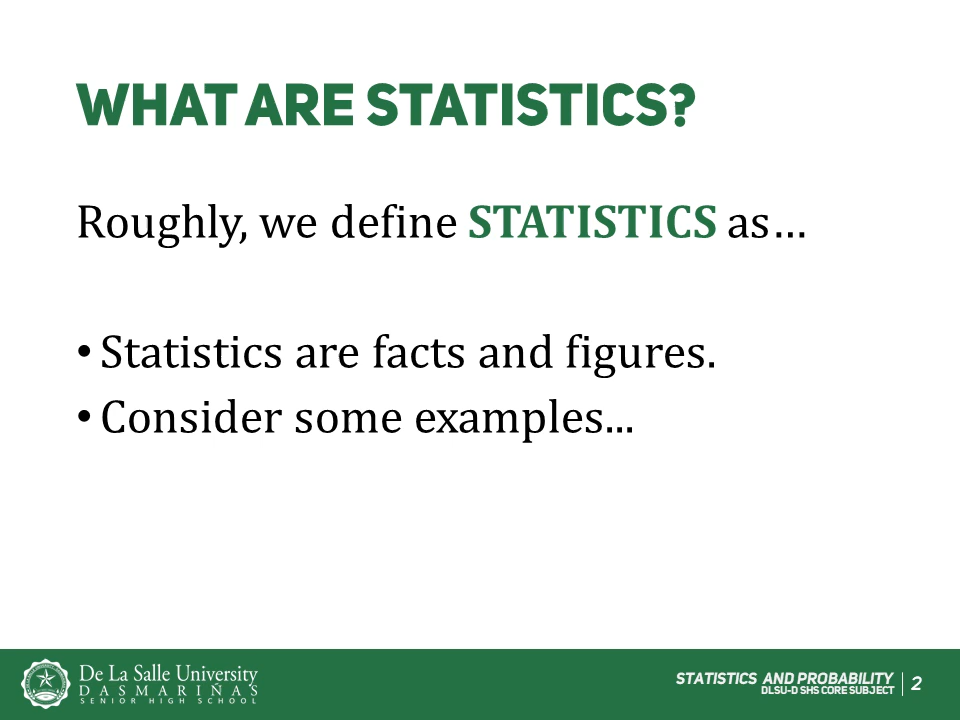 WHAT ARE STATISTICS?
Roughly, we define STATISTICS as…
• Statistics are facts and figures.
• Consider some examples...
De La Salle University
DASMARIÑAS
SENIOR HIGH SCHOOL
STATISTICS AND PROBABILITY
DLSU-D SHS CORE SUBJECT
2